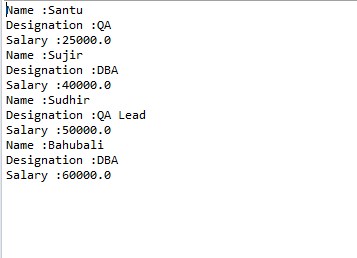 Name :Santu
Designation :QA
Salary :25000.0
Name :Sujir
Designation :DBA
Salary :40000.0
Name :Sudhir
Designation :QA Lead
Salary :50000.0
Name :Bahubali
Designation :DBA
Salary :60000.0